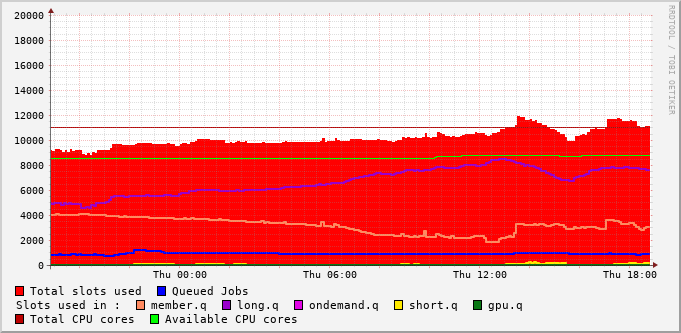 RRDTOOL / TOBI OETIKER
20000
18000
16000
14000
12000
10000
8000
6000
4000
2000
0
Thu 00:00 Thu 06:00 Thu 12:00 Thu 18:00
Total slots used Queued Jobs
Slots used in : member.q long.q ondemand.q short.q gpu.q
Total CPU cores Available CPU cores